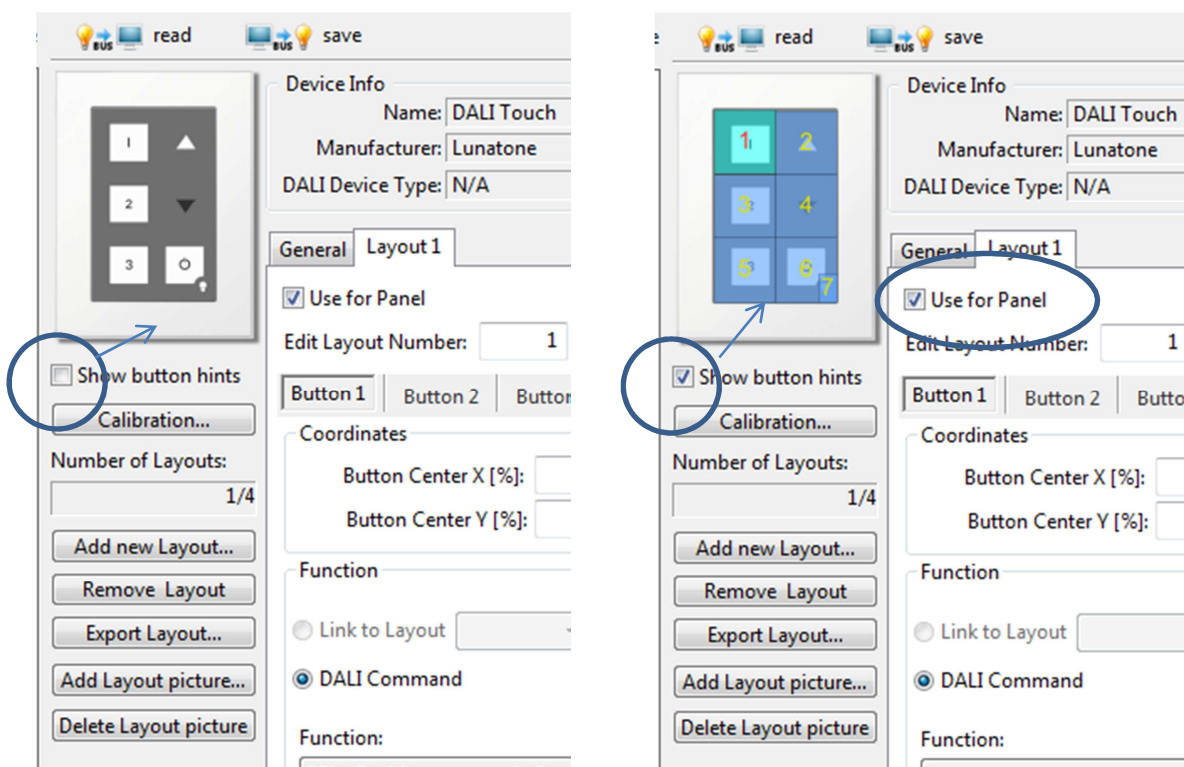 BUS read BUS save
Device Info
Name: DALI Touch
Manufacturer: Lunatone
DALI Device Type: N/A
1
2
3
General Layout 1
Use for Panel
Edit Layout Number: 1
Show button hints
Button 1 Button 2
Calibration...
Coordinates
Number of Layouts:
Button Center X [%]:
1/4
Button Center Y [%]:
Add new Layout...
Function
Remove Layout
Export Layout...
Link to Layout
Add Layout picture...
DALI Command
Delete Layout picture
Function:
BUS read BUS save
Device Info
Name: DALI Touch
Manufacturer: Lunatone
DALI Device Type: N/A
1 2
3 4
5 6
7
General Layout 1
Use for Panel
Edit Layout Number: 1
Show button hints
Button 1 Button 2
Calibration...
Coordinates
Number of Layouts:
Button Center X [%]:
1/4
Button Center Y [%]:
Add new Layout...
Function
Remove Layout
Export Layout...
Link to Layout
Add Layout picture...
DALI Command
Delete Layout picture
Function: